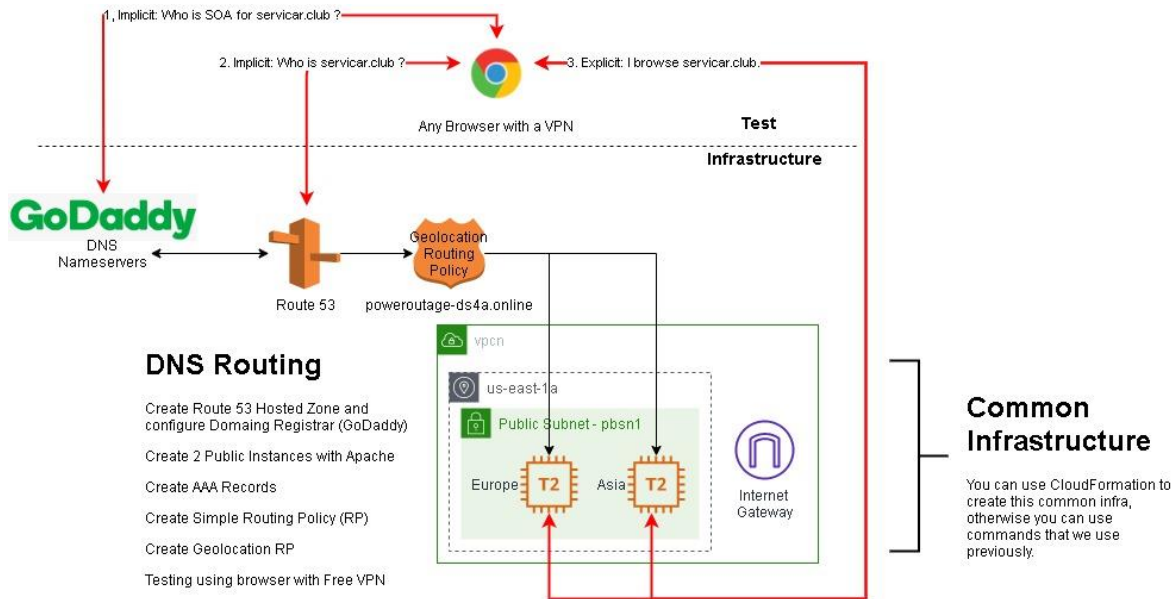 1, Implicit: Who is SOA for servicar.club ?
2. Implicit: Who is servicar.club ?
3. Explicit: I browse servicar.club.
Any Browser with a VPN
Test
Infrastructure
GoDaddy
DNS
Nameservers
Geolocation
Routing
Policy
Route 53
poweroutage-ds4a.online
DNS Routing
Create Route 53 Hosted Zone and
configure Domaing Registrar (GoDaddy)
Create 2 Public Instances with Apache
Create AAA Records
Create Simple Routing Policy (RP)
Create Geolocation RP
Testing using browser with Free VPN
vpcn
us-east-1a
Public Subnet - pbsn1
Europe
T2
Asia
T2
Internet
Gateway
Common
Infrastructure
You can use CloudFormation to
create this common infra,
otherwise you can use
commands that we use
previously.